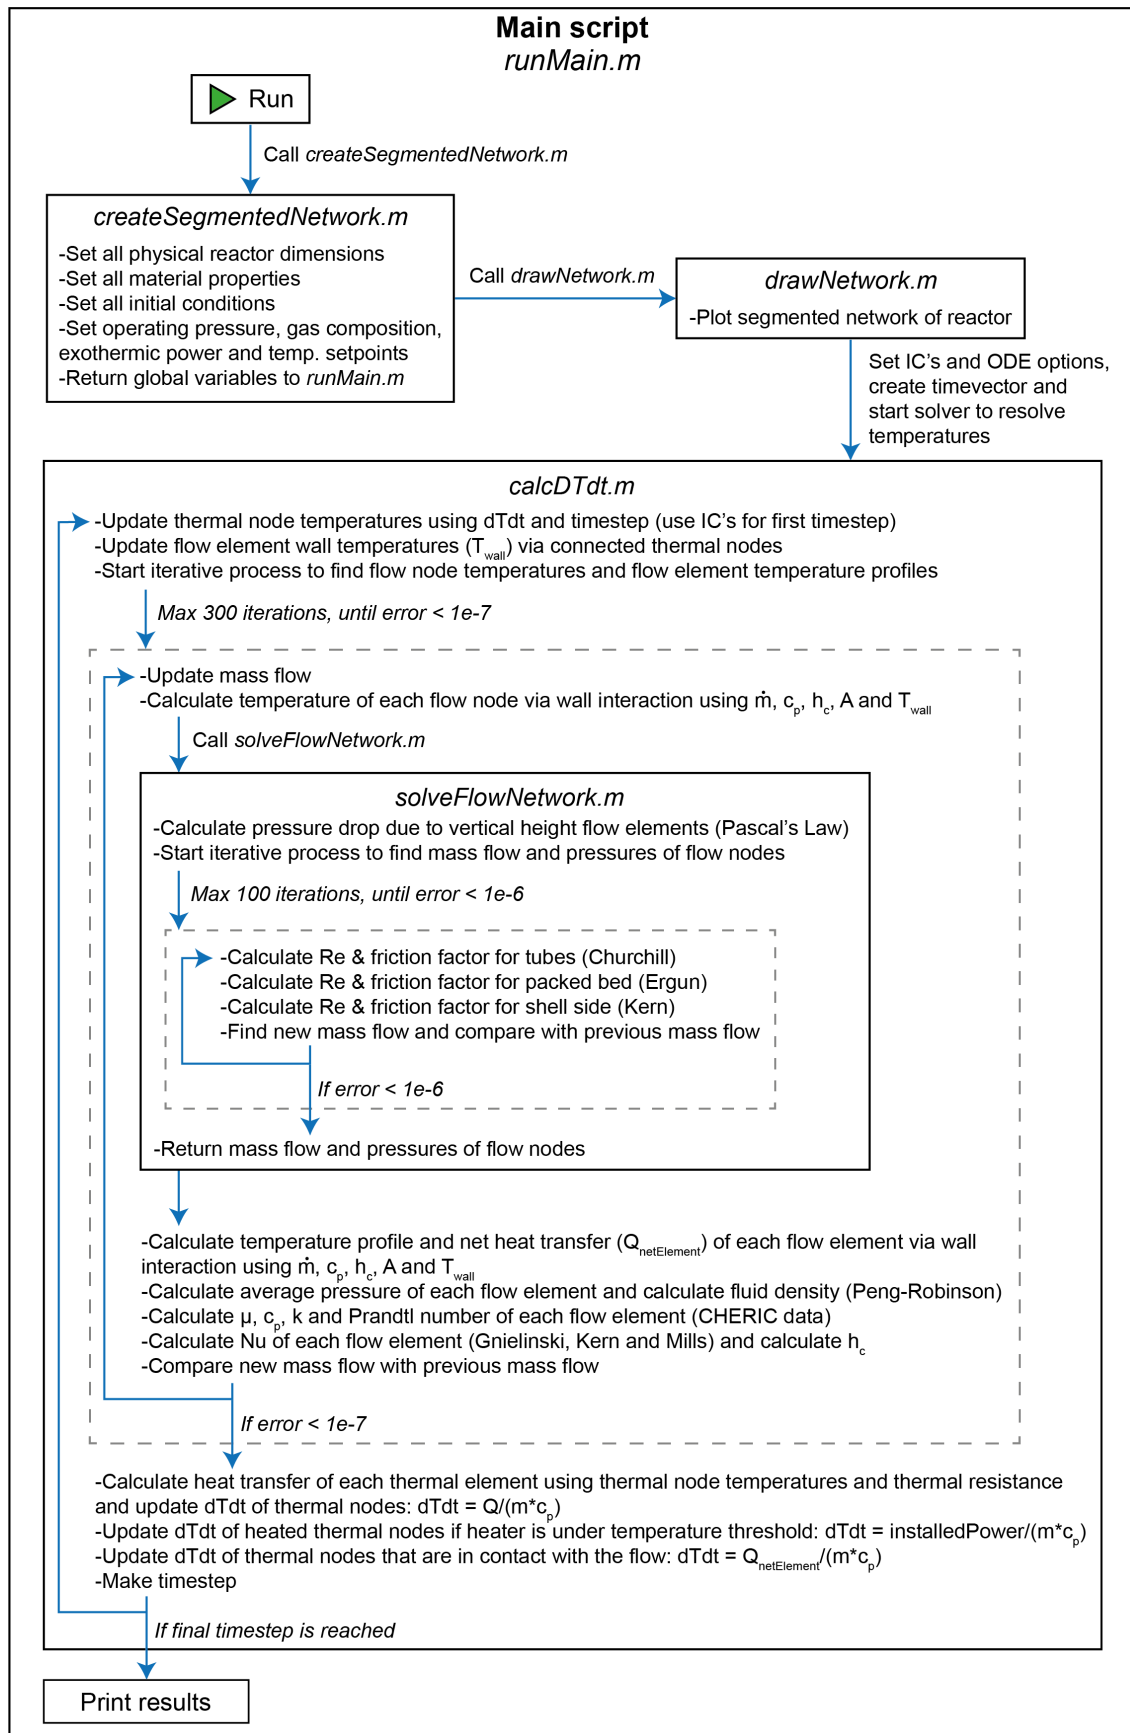 Main script
runMain.m
Run
Call createSegmentedNetwork.m
createSegmentedNetwork.m
-Set all physical reactor dimensions
-Set all material properties
-Set all initial conditions
-Set operating pressure, gas composition,
exothermic power and temp. setpoints
-Return global variables to runMain.m
Call drawNetwork.m
drawNetwork.m
-Plot segmented network of reactor
Set IC's and ODE options,
create timevector and
start solver to resolve
temperatures
calcDTdt.m
-Update thermal node temperatures using dTdt and timestep (use IC's for first timestep)
-Update flow element wall temperatures (T_wall) via connected thermal nodes
-Start iterative process to find flow node temperatures and flow element temperature profiles
Max 300 iterations, until error < 1e-7
-Update mass flow
-Calculate temperature of each flow node via wall interaction using ṁ, c_p, h_c, A and T_wall
Call solveFlowNetwork.m
solveFlowNetwork.m
-Calculate pressure drop due to vertical height flow elements (Pascal's Law)
-Start iterative process to find mass flow and pressures of flow nodes
Max 100 iterations, until error < 1e-6
-Calculate Re & friction factor for tubes (Churchill)
-Calculate Re & friction factor for packed bed (Ergun)
-Calculate Re & friction factor for shell side (Kern)
-Find new mass flow and compare with previous mass flow
If error < 1e-6
-Return mass flow and pressures of flow nodes
-Calculate temperature profile and net heat transfer (Q_netElement) of each flow element via wall
interaction using ṁ, c_p, h_c, A and T_wall
-Calculate average pressure of each flow element and calculate fluid density (Peng-Robinson)
-Calculate μ, c_p, k and Prandtl number of each flow element (CHERIC data)
-Calculate Nu of each flow element (Gnielinski, Kern and Mills) and calculate h_c
-Compare new mass flow with previous mass flow
If error < 1e-7
-Calculate heat transfer of each thermal element using thermal node temperatures and thermal resistance
and update dTdt of thermal nodes: dTdt = Q/(m*c_p)
-Update dTdt of heated thermal nodes if heater is under temperature threshold: dTdt = installedPower/(m*c_p)
-Update dTdt of thermal nodes that are in contact with the flow: dTdt = Q_netElement/(m*c_p)
-Make timestep
If final timestep is reached
Print results